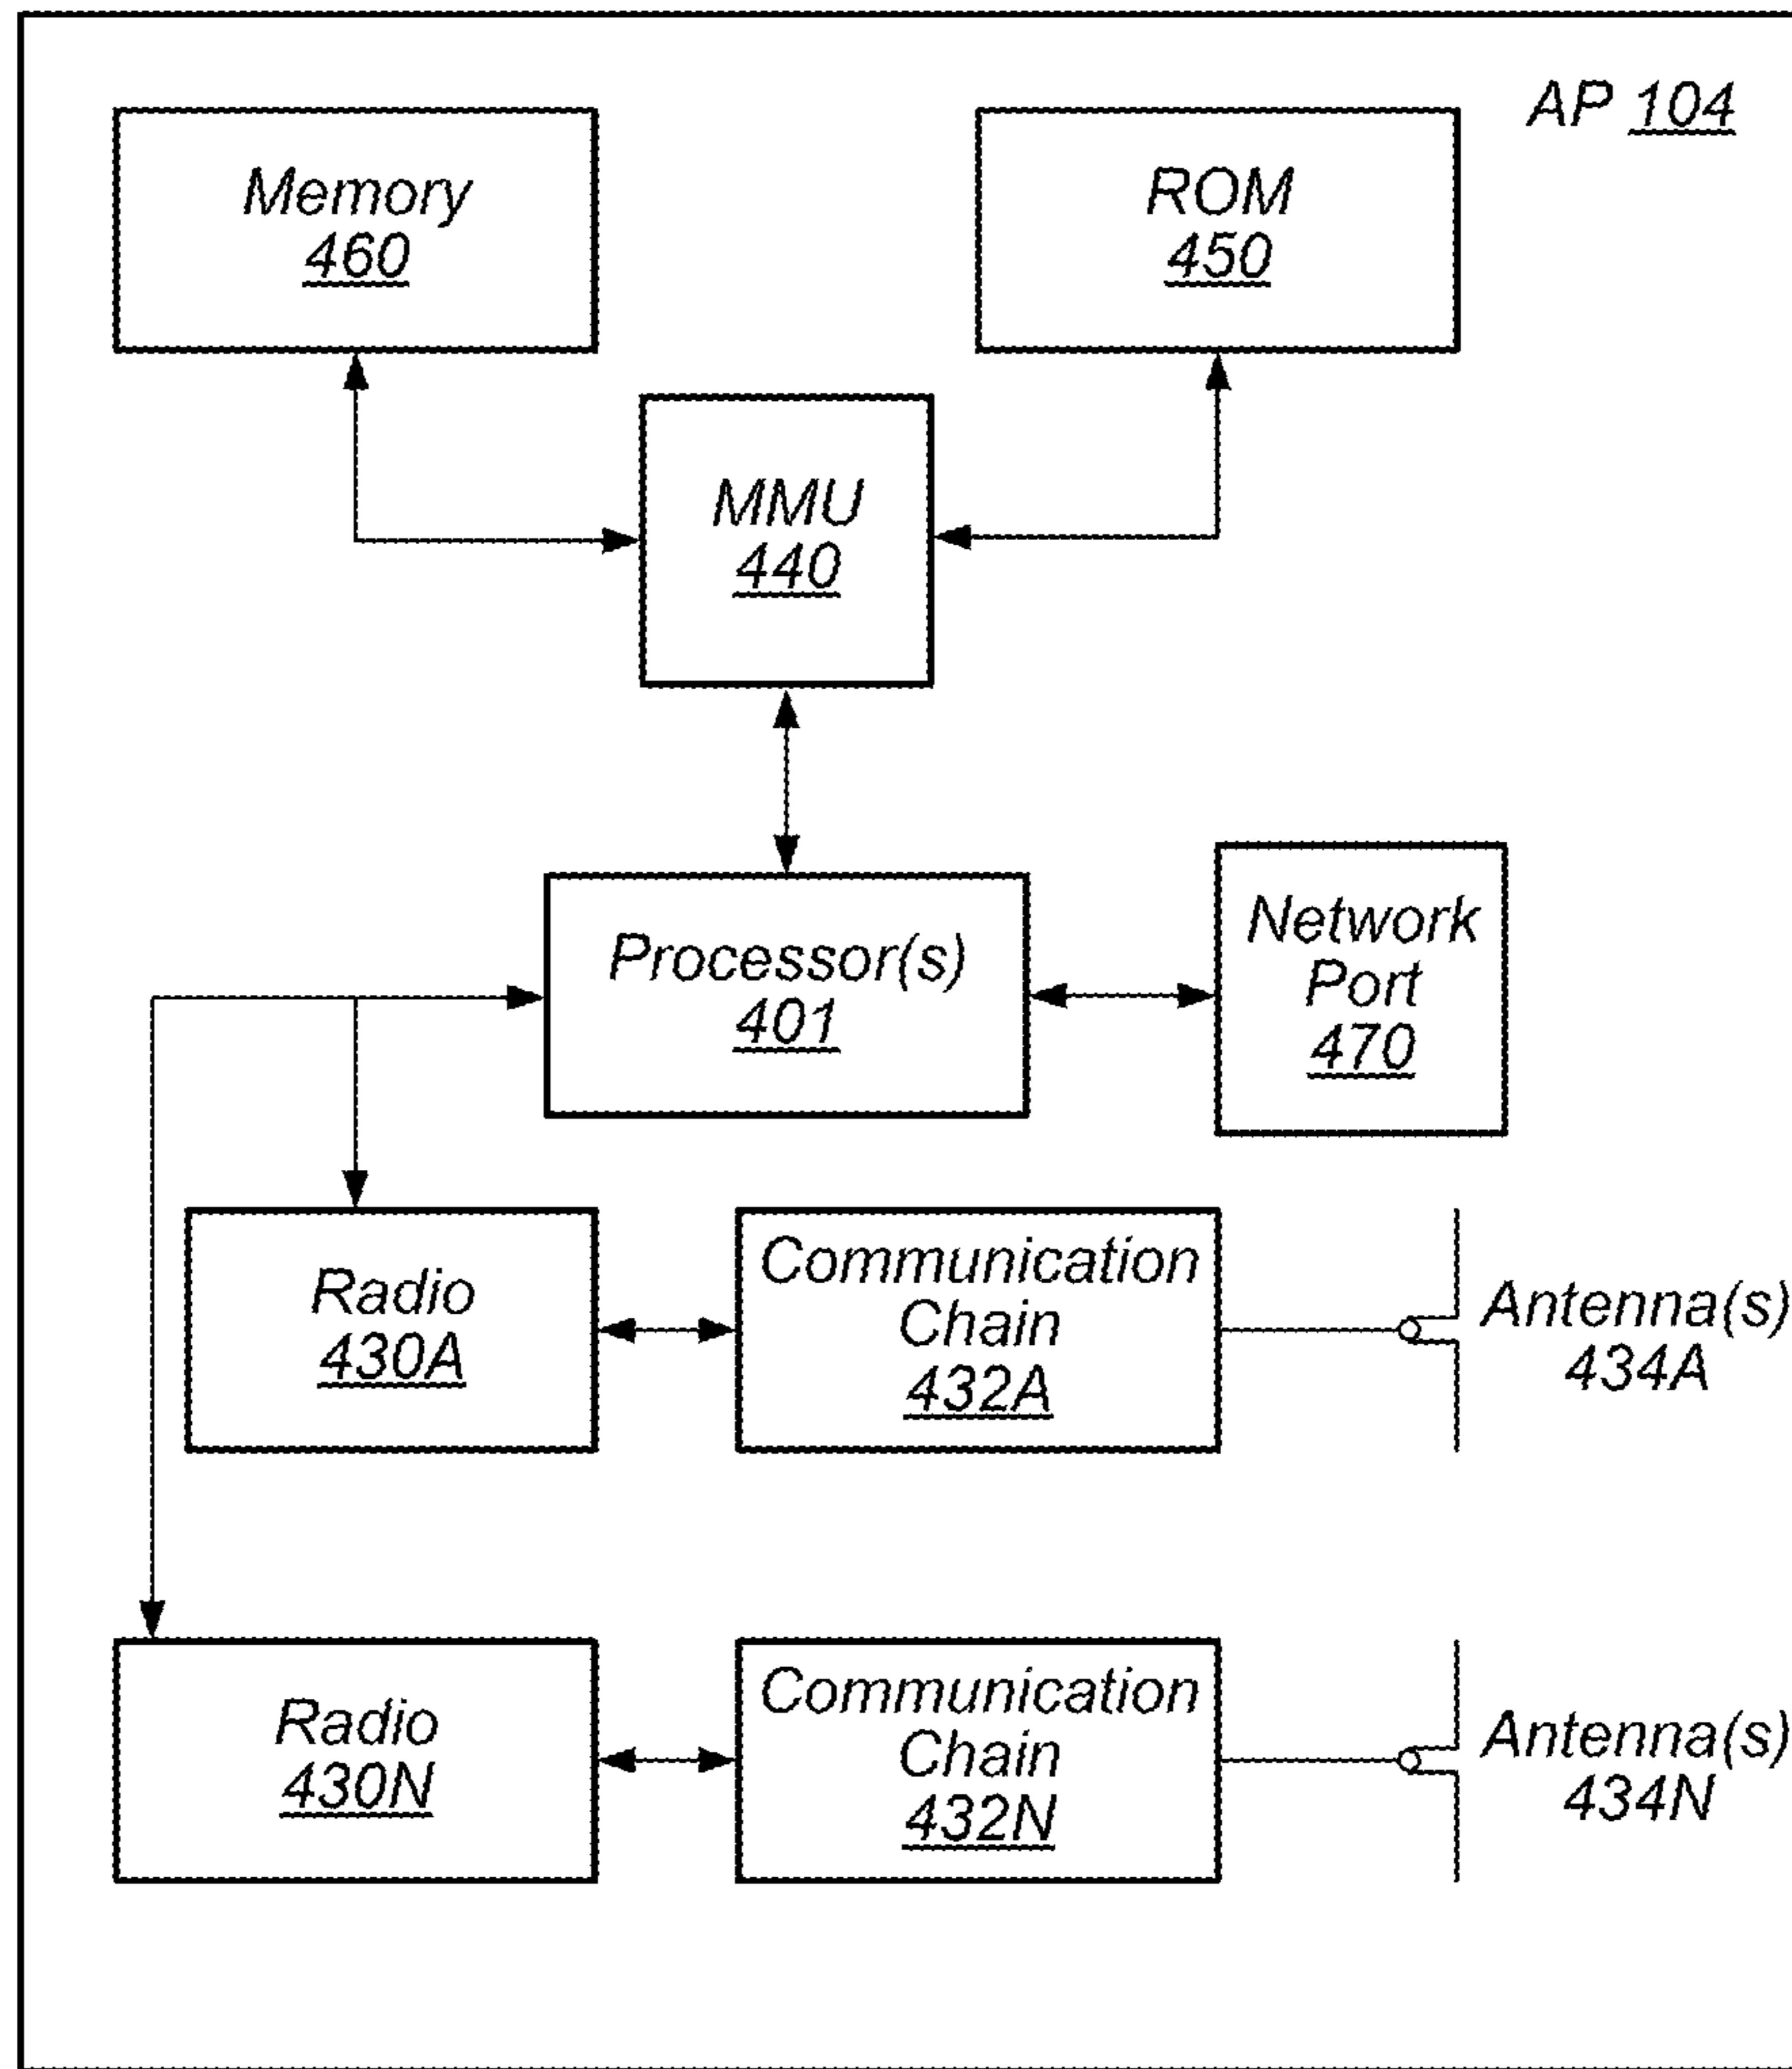 AP 104
Memory
460
ROM
450
MMU
440
Processor(s)
401
Network
Port
470
Radio
430A
Communication
Chain
432A
Antenna(s)
434A
Radio
430N
Communication
Chain
432N
Antenna(s)
434N